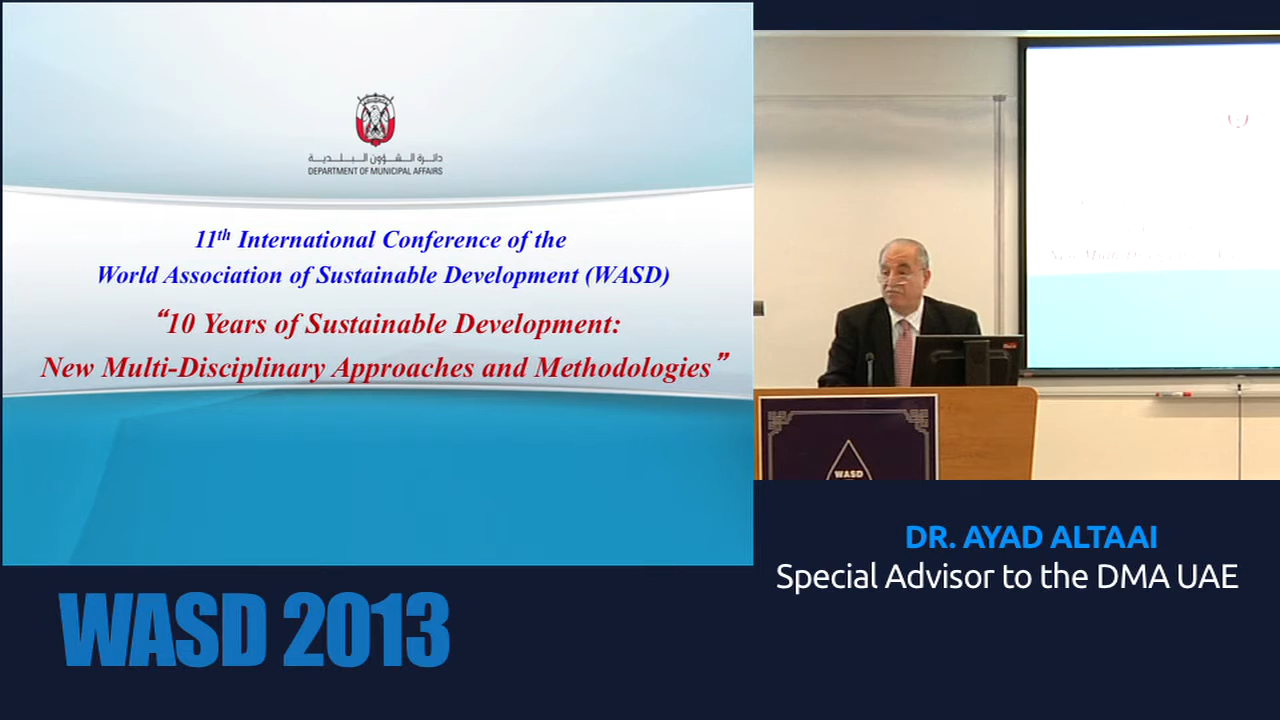 دائرة الشؤون البلدية
DEPARTMENT OF MUNICIPAL AFFAIRS
11th International Conference of the
World Association of Sustainable Development (WASD)
“10 Years of Sustainable Development:
New Multi-Disciplinary Approaches and Methodologies”
WASD
DR. AYAD ALTAAI
Special Advisor to the DMA UAE
WASD 2013